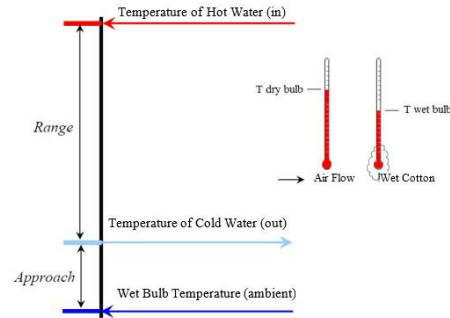 Temperature of Hot Water (in)
T dry bulb
T wet bulb
Range
Air Flow
Wet Cotton
Temperature of Cold Water (out)
Approach
Wet Bulb Temperature (ambient)